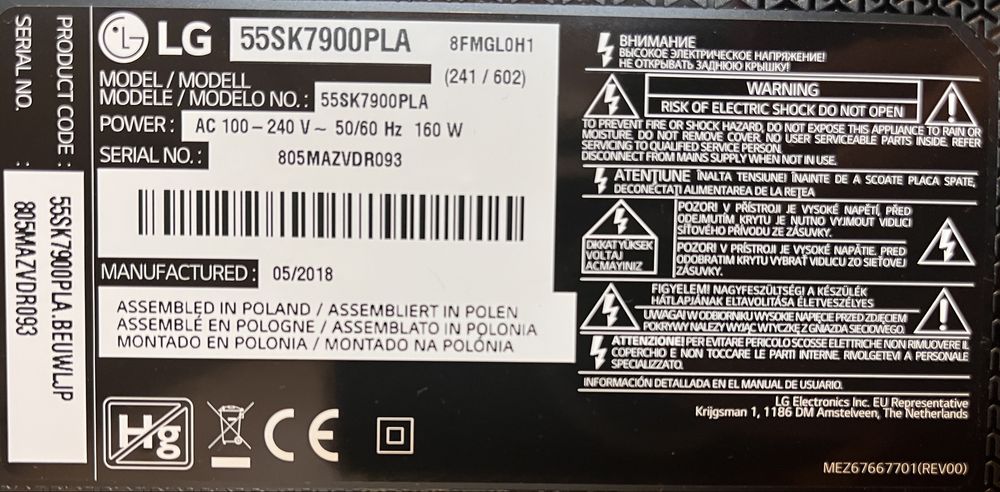 PRODUCT CODE : 55SK7900PLA.BEUWLJP
SERIAL NO. : 805MAZVDR093
LG 55SK7900PLA 8FMGL0H1
MODEL / MODELL (241 / 602)
MODELE / MODELO NO. : 55SK7900PLA
POWER : AC 100-240 V~ 50/60 Hz 160 W
SERIAL NO. : 805MAZVDR093
MANUFACTURED : 05/2018
ASSEMBLED IN POLAND / ASSEMBLIERT IN POLEN
ASSEMBLÉ EN POLOGNE / ASSEMBLATO IN POLONIA
MONTADO EN POLONIA / MONTADO NA POLÓNIA
Hg
CE
ВНИМАНИЕ
ВЫСОКОЕ ЭЛЕКТРИЧЕСКОЕ НАПРЯЖЕНИЕ!
НЕ ОТКРЫВАТЬ ЗАДНЮЮ КРЫШКУ!
WARNING
RISK OF ELECTRIC SHOCK DO NOT OPEN
TO PREVENT FIRE OR SHOCK HAZARD, DO NOT EXPOSE THIS APPLIANCE TO RAIN OR
MOISTURE. DO NOT REMOVE COVER. NO USER SERVICEABLE PARTS INSIDE. REFER
SERVICING TO QUALIFIED SERVICE PERSON.
DISCONNECT FROM MAINS SUPPLY WHEN NOT IN USE.
ATENȚIUNE ÎNALTA TENSIUNE! ÎNAINTE DE A SCOATE PLACA SPATE,
DECONECTAȚI ALIMENTAREA DE LA REȚEA
DIKKAT YÜKSEK
VOLTAJ
AÇMAYINIZ
POZOR! V PŘÍSTROJI JE VYSOKÉ NAPĚTÍ, PŘED
ODEJMUTÍM KRYTU JE NUTNO VYJMOUT VIDLICI
SÍŤOVÉHO PŘÍVODU ZE ZÁSUVKY.
POZOR! V PRÍSTROJI JE VYSOKÉ NAPÄTIE. PRED
ODOBRATÍM KRYTU VYBRAŤ VIDLICU ZO SIEŤOVEJ
ZÁSUVKY.
FIGYELEM! NAGYFESZÜLTSÉG! A KÉSZÜLÉK
HÁTLAPJÁNAK ELTAVOLÍTÁSA ÉLETVESZÉLYES
UWAGA! W ODBIORNIKU WYSOKIE NAPIĘCIE PRZED ZDJĘCIEM
POKRYWY NALEŻY WYJĄĆ WTYCZKĘ Z GNIAZDA SIECIOWEGO.
ATTENZIONE! PER EVITARE PERICOLO SCOSSE ELETTRICHE NON RIMUOVERE IL
COPERCHIO E NON TOCCARE LE PARTI INTERNE. RIVOLGETEVI A PERSONALE
SPECIALIZZATO.
INFORMACIÓN DETALLADA EN EL MANUAL DE USUARIO.
LG Electronics Inc. EU Representative
Krijgsman 1, 1186 DM Amstelveen, The Netherlands
MEZ67667701(REV00)